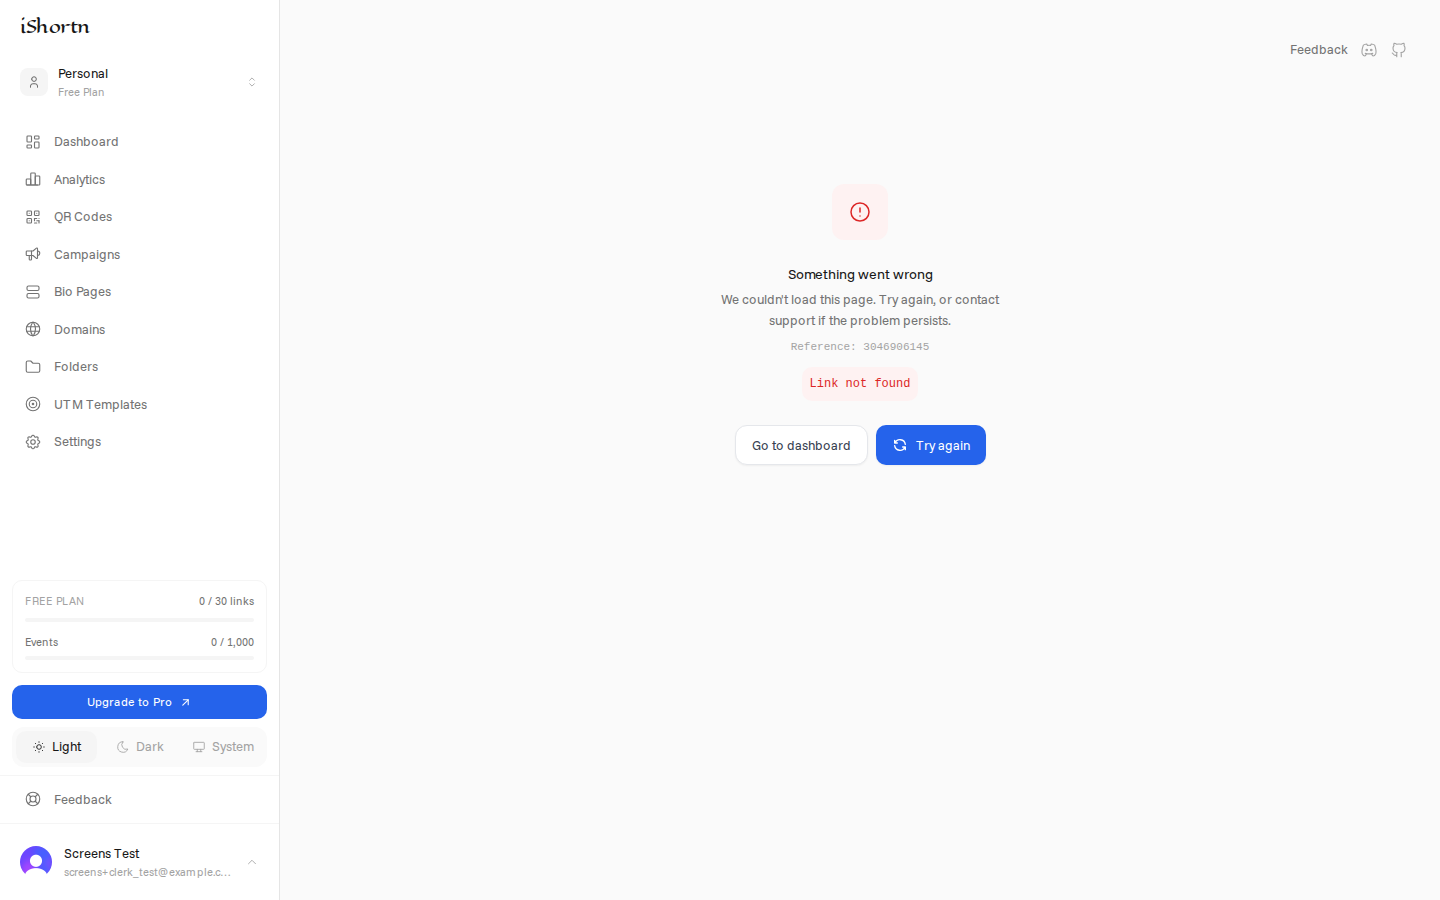 iShortn
Personal
Free Plan
Dashboard
Analytics
QR Codes
Campaigns
Bio Pages
Domains
Folders
UTM Templates
Settings
FREE PLAN 0 / 30 links
Events 0 / 1,000
Upgrade to Pro
Light Dark System
Feedback
Screens Test
screens+clerk_test@example.c...
Feedback
Something went wrong
We couldn't load this page. Try again, or contact
support if the problem persists.
Reference: 3046906145
Link not found
Go to dashboard Try again